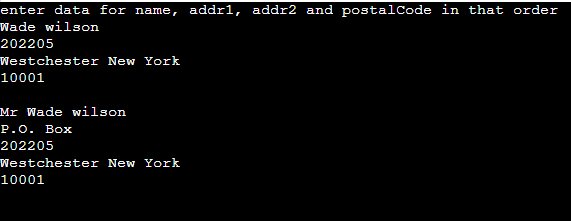 enter data for name, addr1, addr2 and postalCode in that order
Wade wilson
202205
Westchester New York
10001
Mr Wade wilson
P.O. Box
202205
Westchester New York
10001